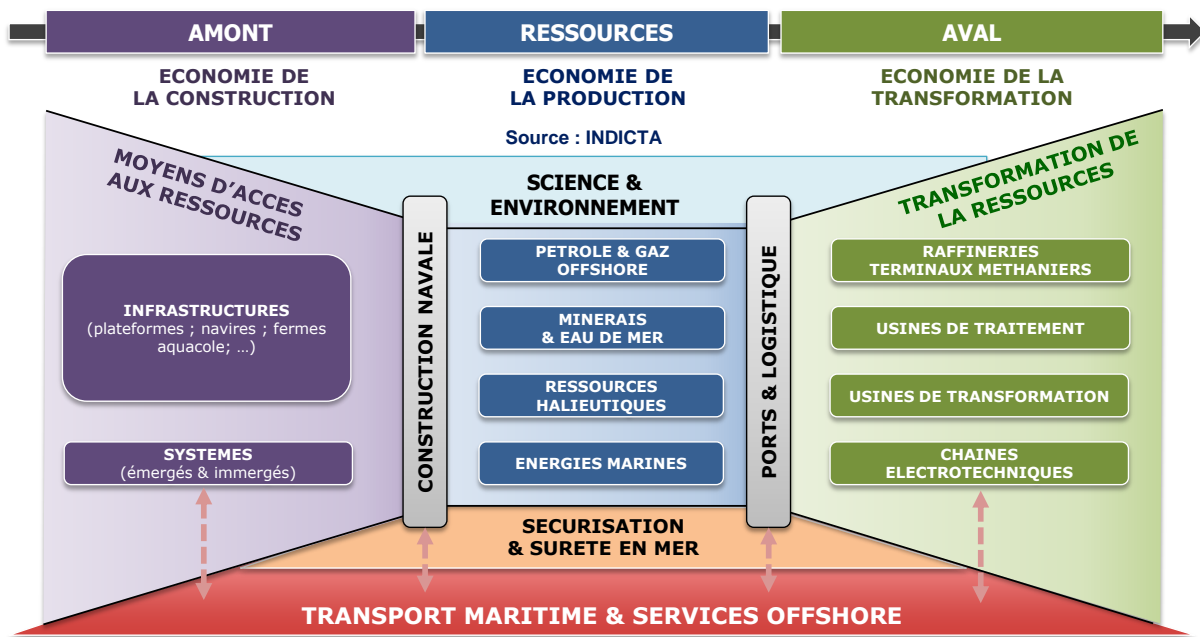 AMONT
RESSOURCES
AVAL
ECONOMIE DE
LA CONSTRUCTION
ECONOMIE DE
LA PRODUCTION
ECONOMIE DE LA
TRANSFORMATION
Source : INDICTA
MOYENS D'ACCES
AUX RESSOURCES
INFRASTRUCTURES
(plateformes ; navires ; fermes
aquacole; ...)
SYSTEMES
(émergés & immergés)
CONSTRUCTION NAVALE
SCIENCE &
ENVIRONNEMENT
PETROLE & GAZ
OFFSHORE
MINERAIS
& EAU DE MER
RESSOURCES
HALIEUTIQUES
ENERGIES MARINES
SECURISATION
& SURETE EN MER
PORTS & LOGISTIQUE
TRANSFORMATION DE
LA RESSOURCES
RAFFINERIES
TERMINAUX METHANIERS
USINES DE TRAITEMENT
USINES DE TRANSFORMATION
CHAINES
ELECTROTECHNIQUES
TRANSPORT MARITIME & SERVICES OFFSHORE